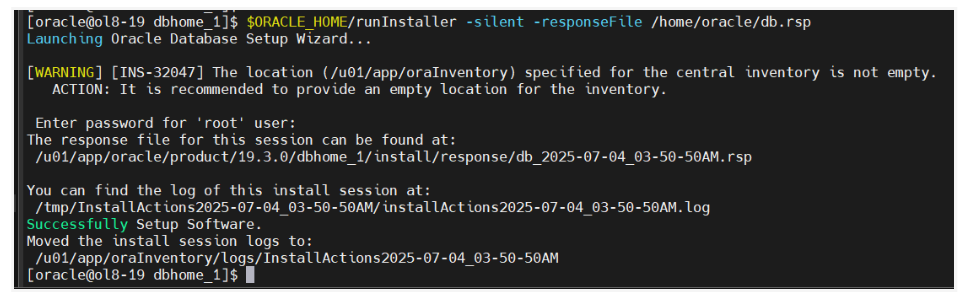 [oracle@ol8-19 dbhome_1]$ $ORACLE_HOME/runInstaller -silent -responseFile /home/oracle/db.rsp
Launching Oracle Database Setup Wizard...
[WARNING] [INS-32047] The location (/u01/app/oraInventory) specified for the central inventory is not empty.
ACTION: It is recommended to provide an empty location for the inventory.
Enter password for 'root' user:
The response file for this session can be found at:
/u01/app/oracle/product/19.3.0/dbhome_1/install/response/db_2025-07-04_03-50-50AM.rsp
You can find the log of this install session at:
/tmp/InstallActions2025-07-04_03-50-50AM/installActions2025-07-04_03-50-50AM.log
Successfully Setup Software.
Moved the install session logs to:
/u01/app/oraInventory/logs/InstallActions2025-07-04_03-50-50AM
[oracle@ol8-19 dbhome_1]$